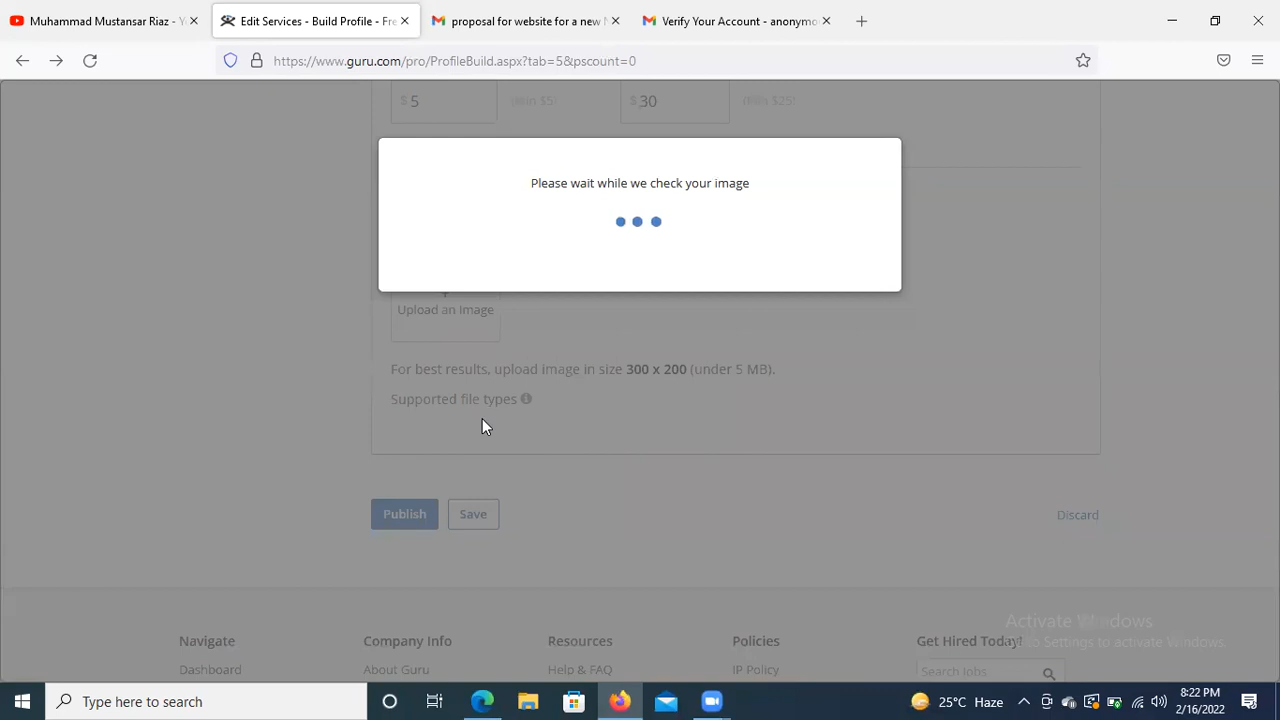 Muhammad Mustansar Riaz - Yo
Edit Services - Build Profile - Fre
proposal for website for a new N
Verify Your Account - anonymo
https://www.guru.com/pro/ProfileBuild.aspx?tab=5&pscount=0
$ 5
$ 30
Please wait while we check your image
Upload an Image
For best results, upload image in size 300 x 200 (under 5 MB).
Supported file types
Publish
Save
Discard
Activate Windows
to Settings to activate Windows.
Navigate
Company Info
Resources
Policies
Get Hired Today!
Dashboard
About Guru
Help & FAQ
IP Policy
Search Jobs
Type here to search
25°C Haze
8:22 PM
2/16/2022